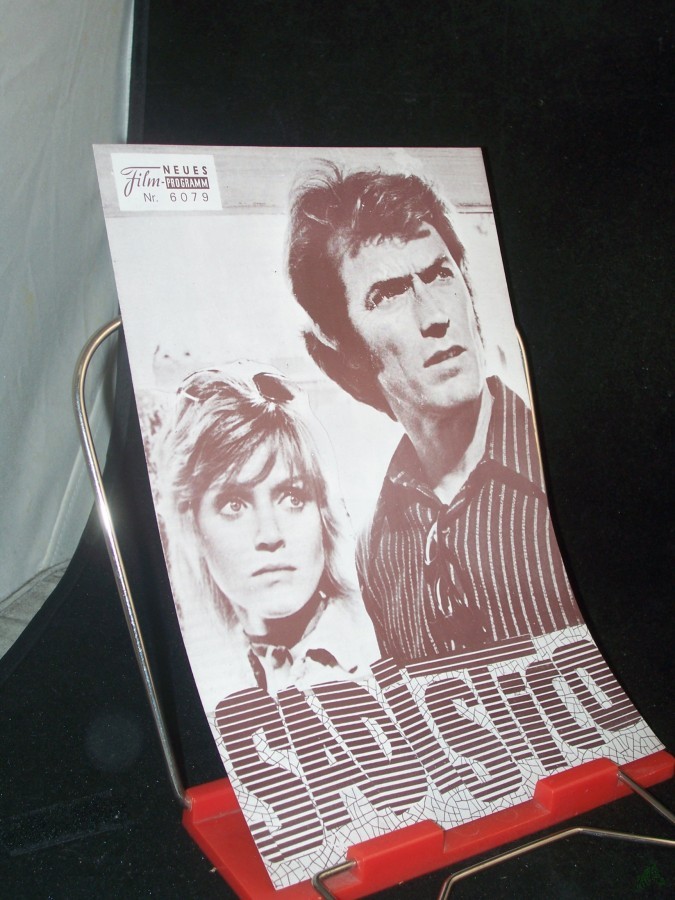 NEUES
Film-PROGRAMM
Nr. 6079
SADISTICO